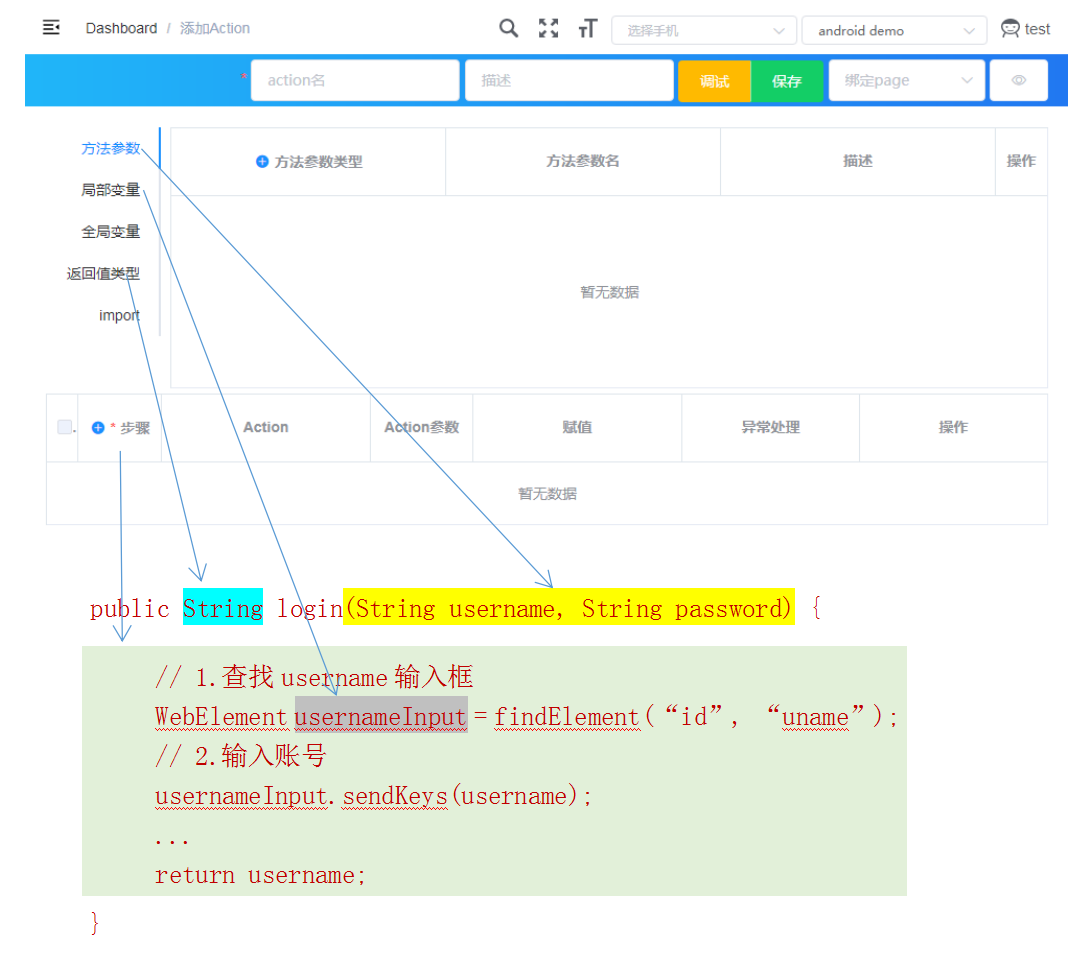 Dashboard / 添加Action 选择手机 android demo test
* action名 描述 调试 保存 绑定page
方法参数
局部变量
全局变量
返回值类型
import
方法参数类型 方法参数名 描述 操作
暂无数据
* 步骤 Action Action参数 赋值 异常处理 操作
暂无数据
public String login(String username, String password) {
// 1.查找 username 输入框
WebElement usernameInput = findElement(“id”, “uname”);
// 2.输入账号
usernameInput.sendKeys(username);
...
return username;
}